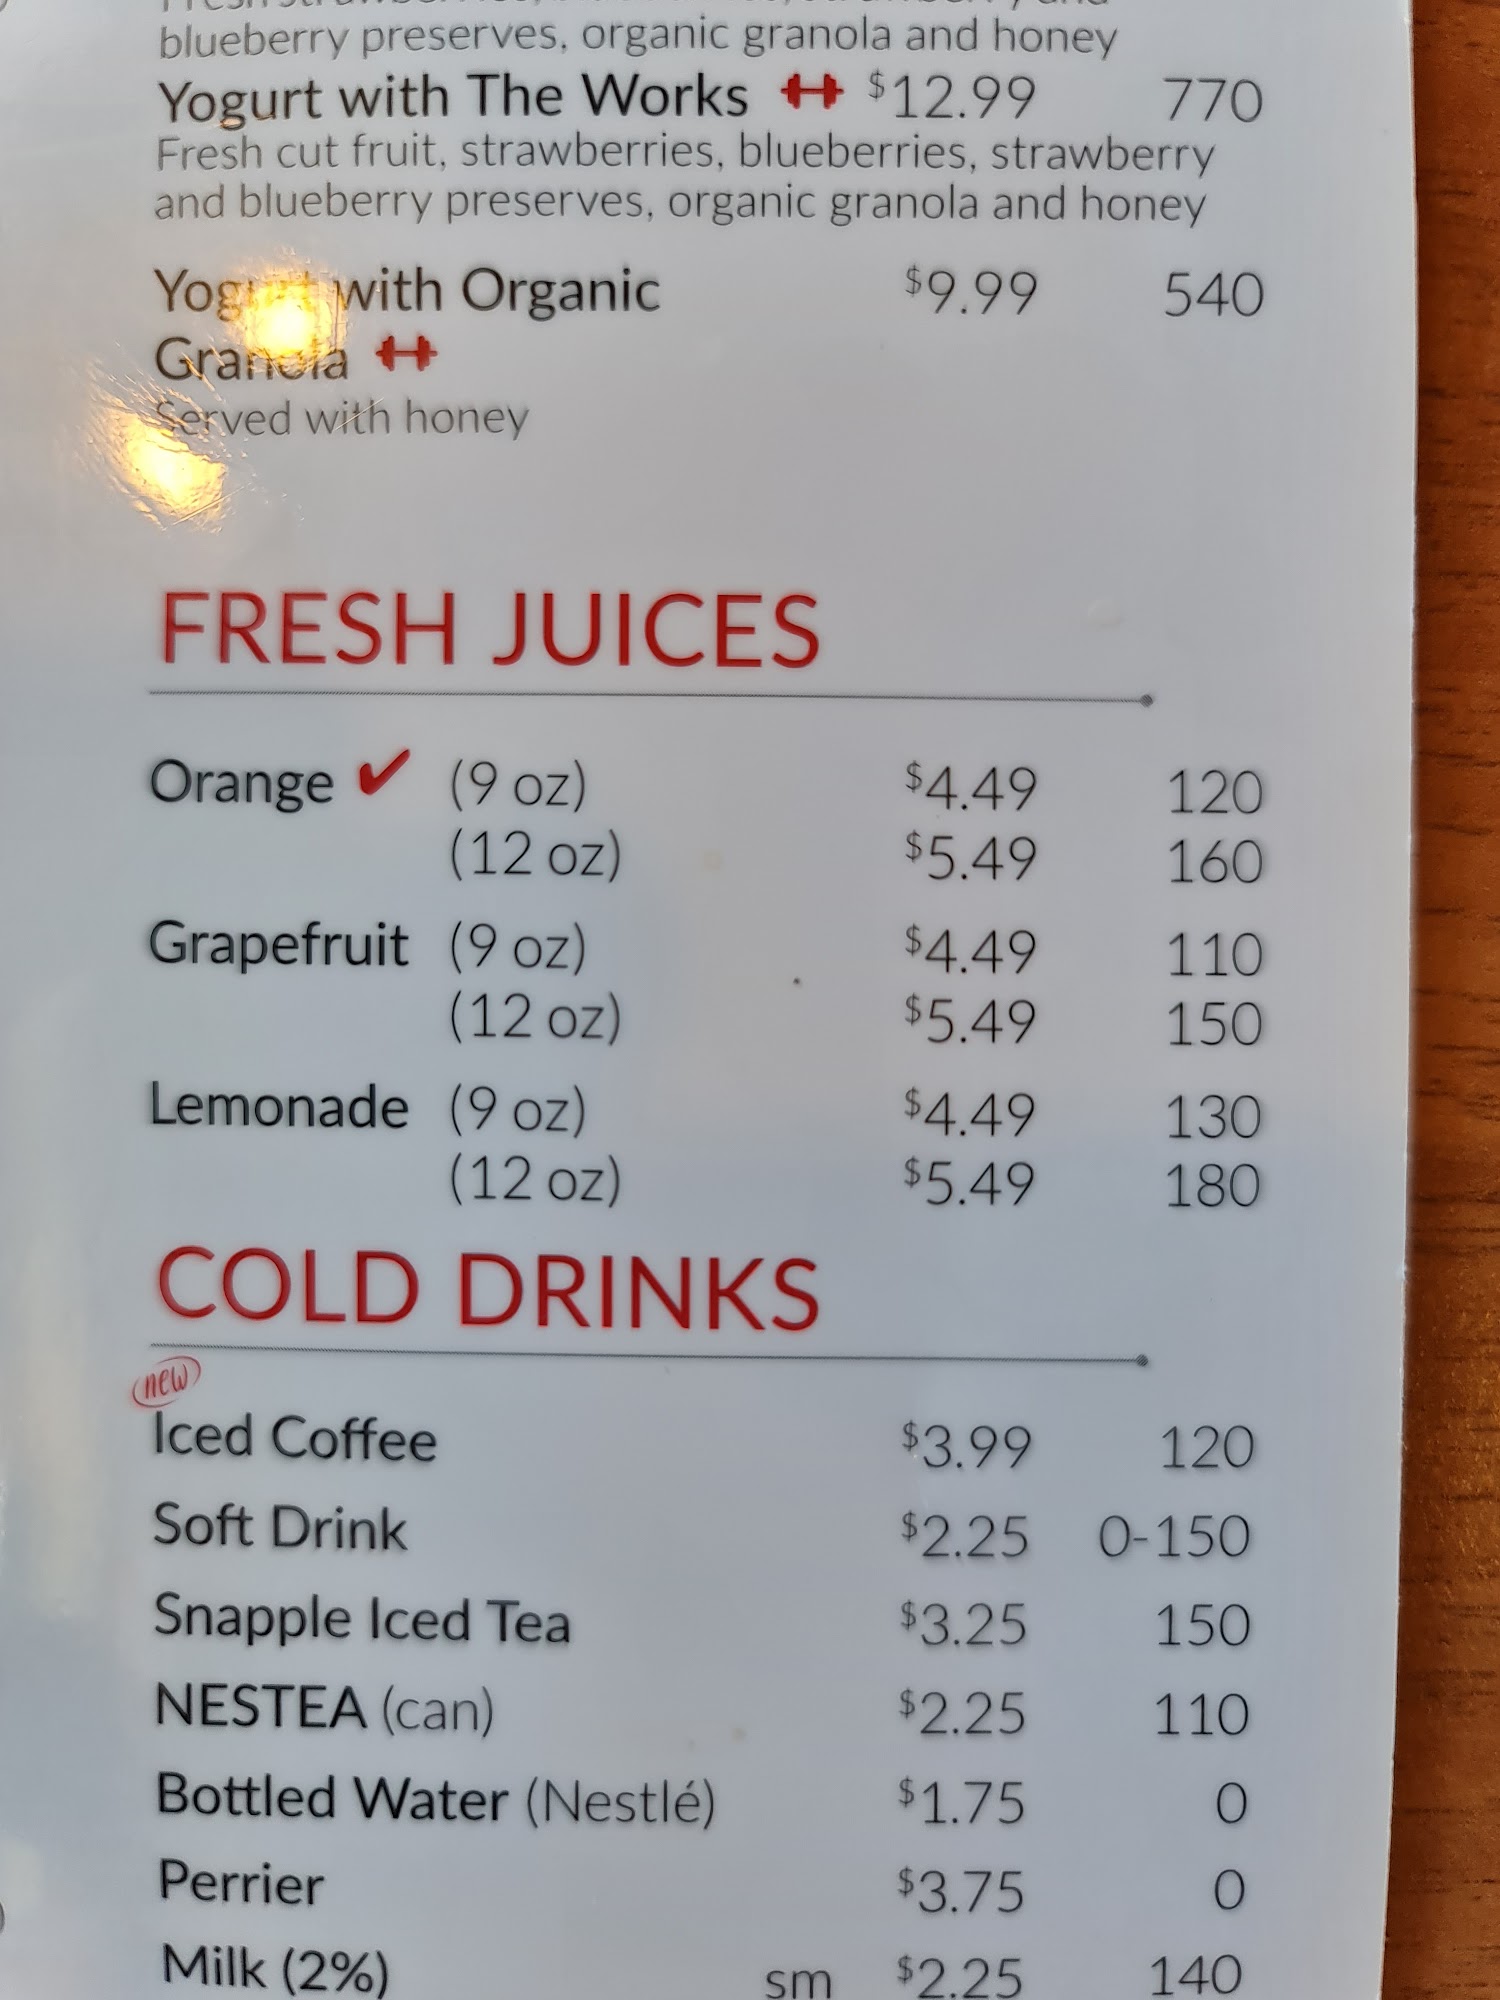 blueberry preserves, organic granola and honey
Yogurt with The Works $12.99 770
Fresh cut fruit, strawberries, blueberries, strawberry
and blueberry preserves, organic granola and honey
Yogurt with Organic $9.99 540
Granola
Served with honey
FRESH JUICES
Orange ✔ (9 oz) $4.49 120
(12 oz) $5.49 160
Grapefruit (9 oz) $4.49 110
(12 oz) $5.49 150
Lemonade (9 oz) $4.49 130
(12 oz) $5.49 180
COLD DRINKS
new
Iced Coffee $3.99 120
Soft Drink $2.25 0-150
Snapple Iced Tea $3.25 150
NESTEA (can) $2.25 110
Bottled Water (Nestlé) $1.75 0
Perrier $3.75 0
Milk (2%) sm $2.25 140